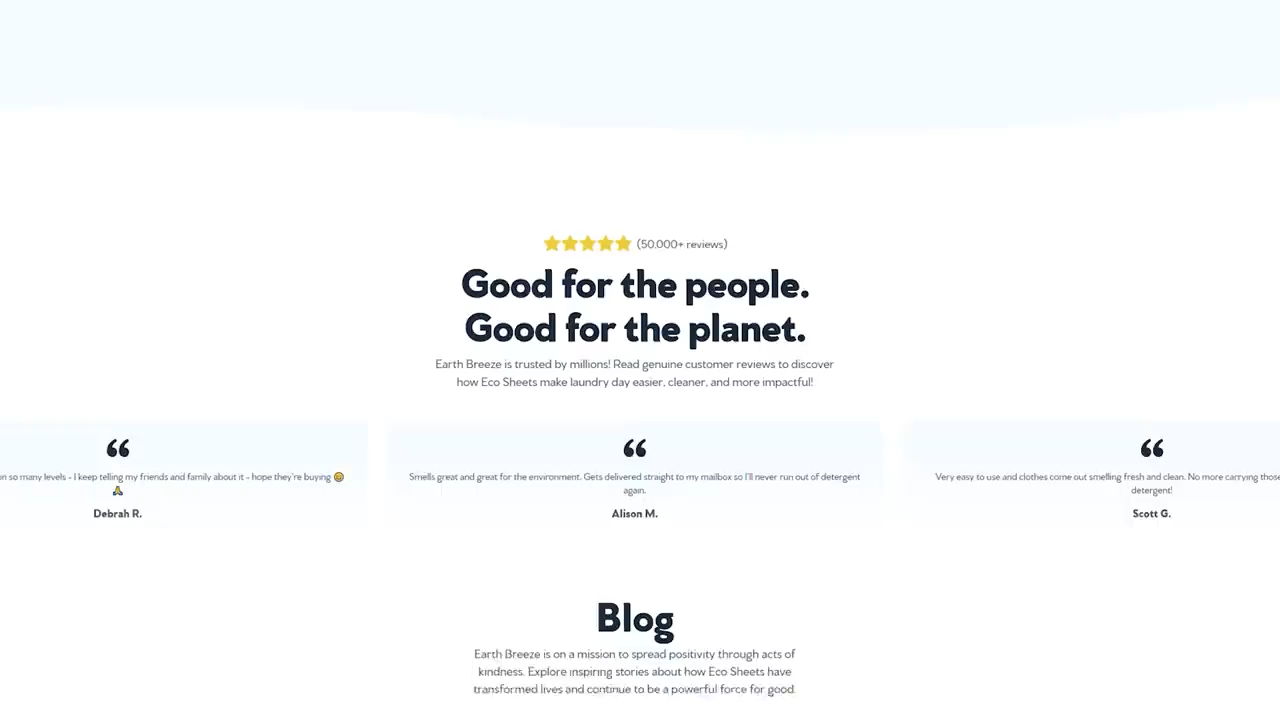 (50,000+ reviews)
Good for the people.
Good for the planet.
Earth Breeze is trusted by millions! Read genuine customer reviews to discover
how Eco Sheets make laundry day easier, cleaner, and more impactful!
“
on so many levels - I keep telling my friends and family about it - hope they're buying 😊
🙏
Debrah R.
“
Smells great and great for the environment. Gets delivered straight to my mailbox so I'll never run out of detergent
again.
Alison M.
“
Very easy to use and clothes come out smelling fresh and clean. No more carrying those
detergent!
Scott G.
Blog
Earth Breeze is on a mission to spread positivity through acts of
kindness. Explore inspiring stories about how Eco Sheets have
transformed lives and continue to be a powerful force for good.